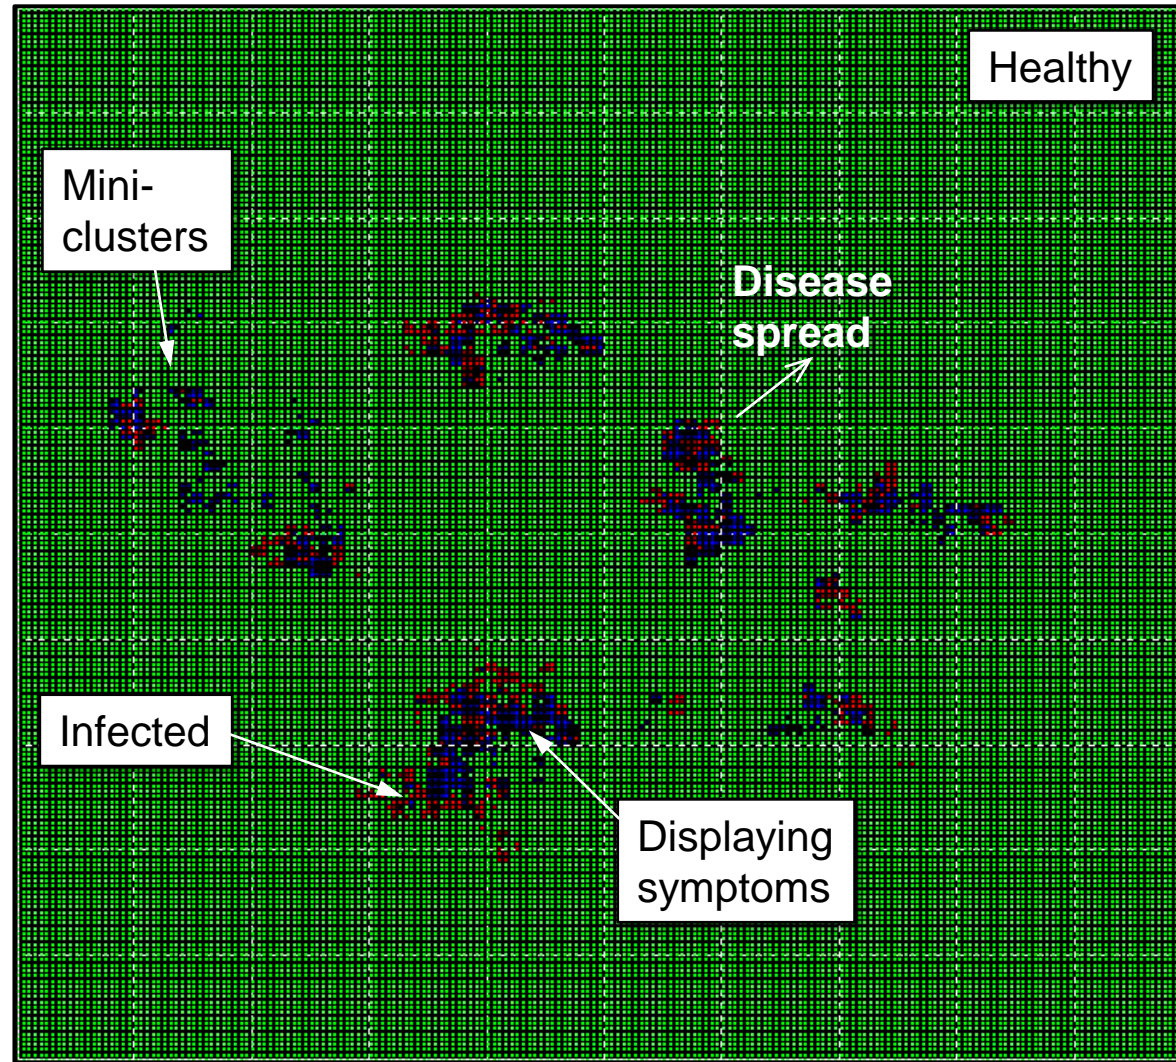 Healthy
Mini-
clusters
Disease
spread
Infected
Displaying
symptoms